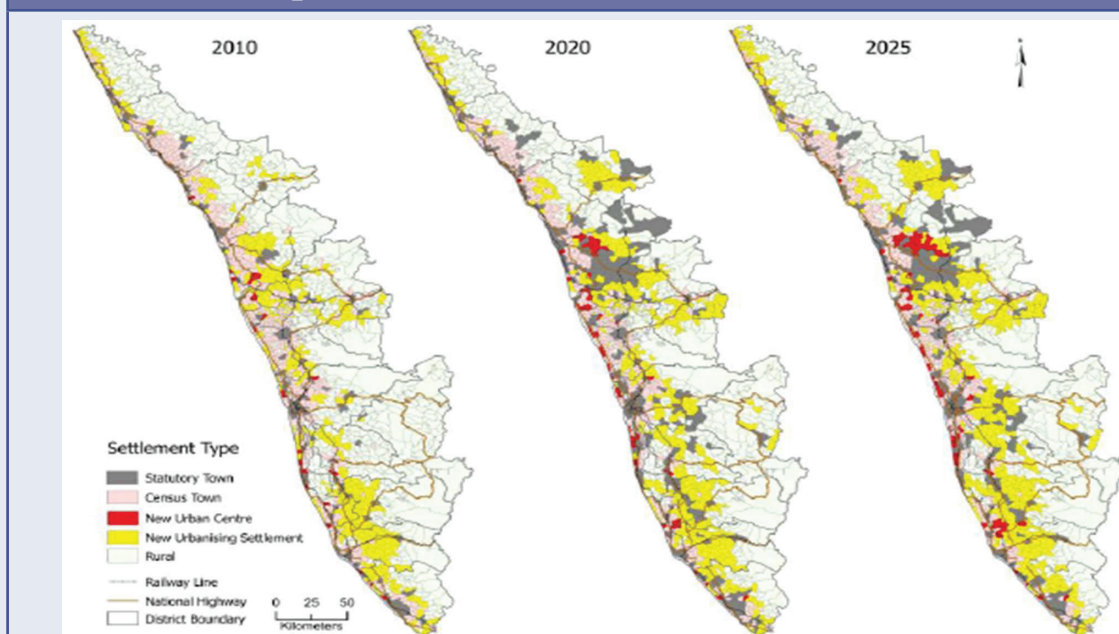 2010
2020
2025
Settlement Type
Statutory Town
Census Town
New Urban Centre
New Urbanising Settlement
Rural
Railway Line
National Highway
District Boundary
0 25 50
Kilometers